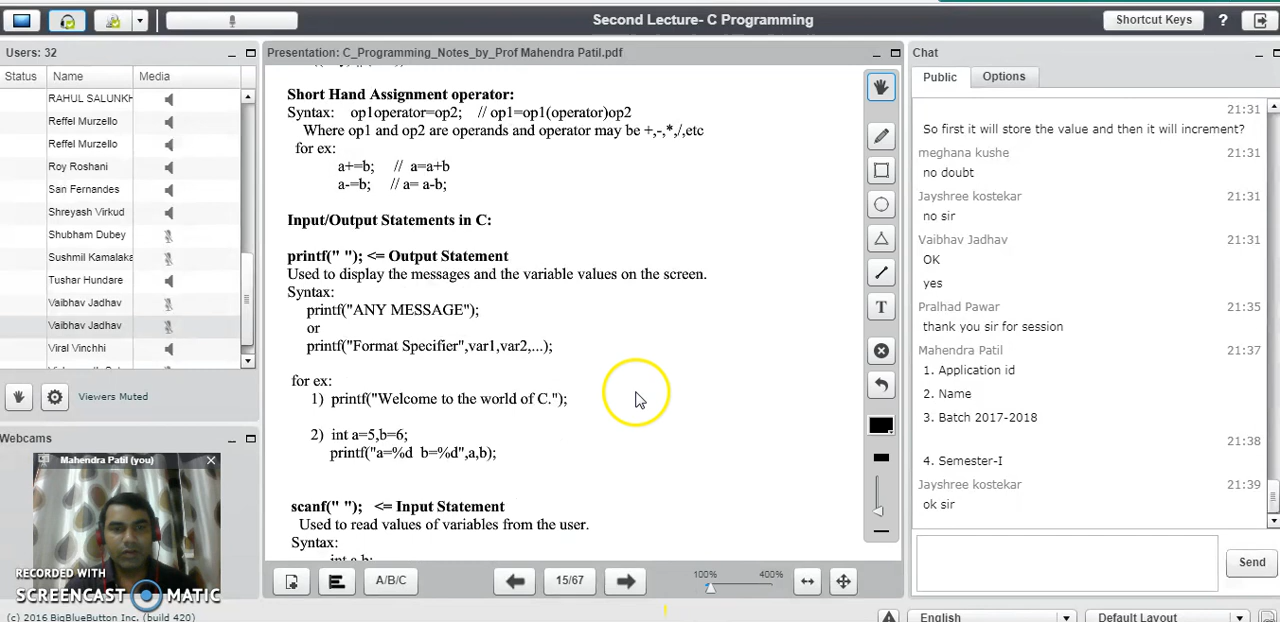 Second Lecture- C Programming
Shortcut Keys
?
Users: 32
Status Name Media
RAHUL SALUNKH
Reffel Murzello
Reffel Murzello
Roy Roshani
San Fernandes
Shreyash Virkud
Shubham Dubey
Sushmil Kamalaka
Tushar Hundare
Vaibhav Jadhav
Vaibhav Jadhav
Viral Vinchhi
Viewers Muted
Webcams
Mahendra Patil (you)
RECORDED WITH
SCREENCAST MATIC
(c) 2016 BigBlueButton Inc. (build 420)
Presentation: C_Programming_Notes_by_Prof Mahendra Patil.pdf
Short Hand Assignment operator:
Syntax: op1operator=op2; // op1=op1(operator)op2
Where op1 and op2 are operands and operator may be +,-,*,/,etc
for ex:
a+=b; // a=a+b
a-=b; // a= a-b;
Input/Output Statements in C:
printf(" "); <= Output Statement
Used to display the messages and the variable values on the screen.
Syntax:
printf("ANY MESSAGE");
or
printf("Format Specifier",var1,var2,...);
for ex:
1) printf("Welcome to the world of C.");
2) int a=5,b=6;
printf("a=%d b=%d",a,b);
scanf(" "); <= Input Statement
Used to read values of variables from the user.
Syntax:
int a,b;
T
A/B/C
15/67
100% 400%
Chat
Public Options
21:31
So first it will store the value and then it will increment?
meghana kushe 21:31
no doubt
Jayshree kostekar 21:31
no sir
Vaibhav Jadhav 21:31
OK
yes
Pralhad Pawar 21:35
thank you sir for session
Mahendra Patil 21:37
1. Application id
2. Name
3. Batch 2017-2018
21:38
4. Semester-I
Jayshree kostekar 21:39
ok sir
Send
English Default Layout